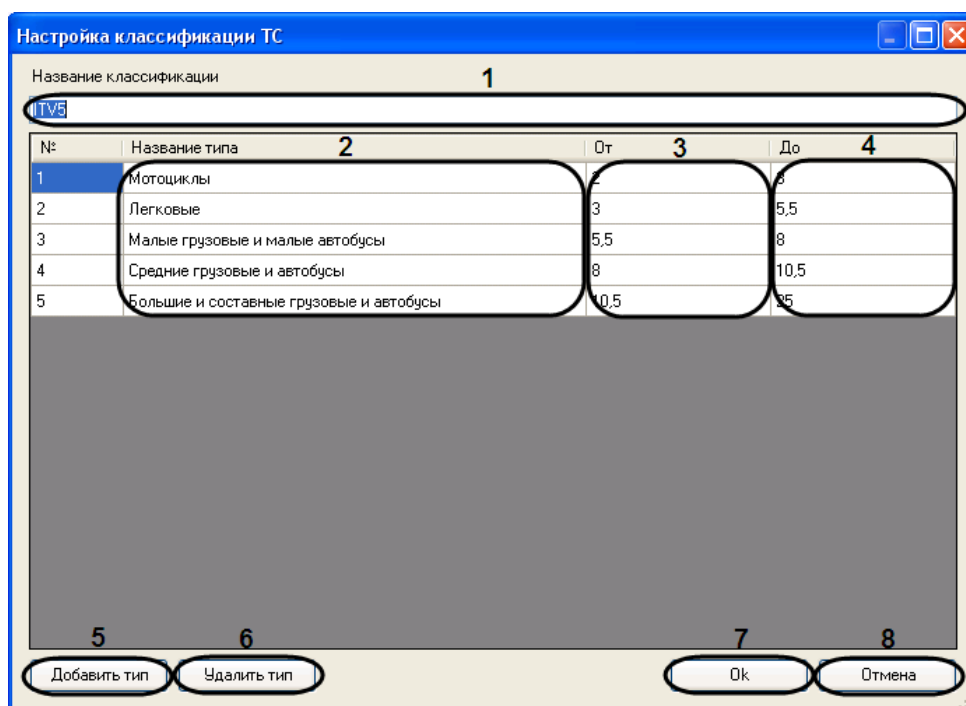 Настройка классификации ТС
Название классификации 1
ITV5
№ Название типа 2 От 3 До 4
1 Мотоциклы 2 3
2 Легковые 3 5,5
3 Малые грузовые и малые автобусы 5,5 8
4 Средние грузовые и автобусы 8 10,5
5 Большие и составные грузовые и автобусы 10,5 25
5 6 7 8
Добавить тип Удалить тип Ok Отмена